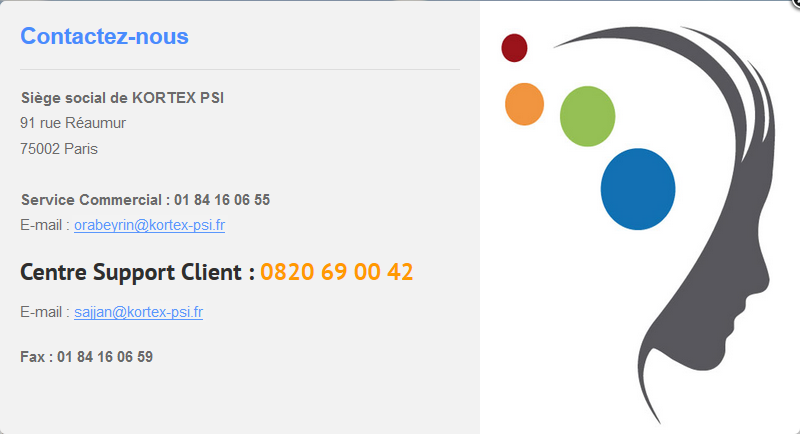 Contactez-nous
Siège social de KORTEX PSI
91 rue Réaumur
75002 Paris
Service Commercial : 01 84 16 06 55
E-mail : orabeyrin@kortex-psi.fr
Centre Support Client : 0820 69 00 42
E-mail : sajjan@kortex-psi.fr
Fax : 01 84 16 06 59